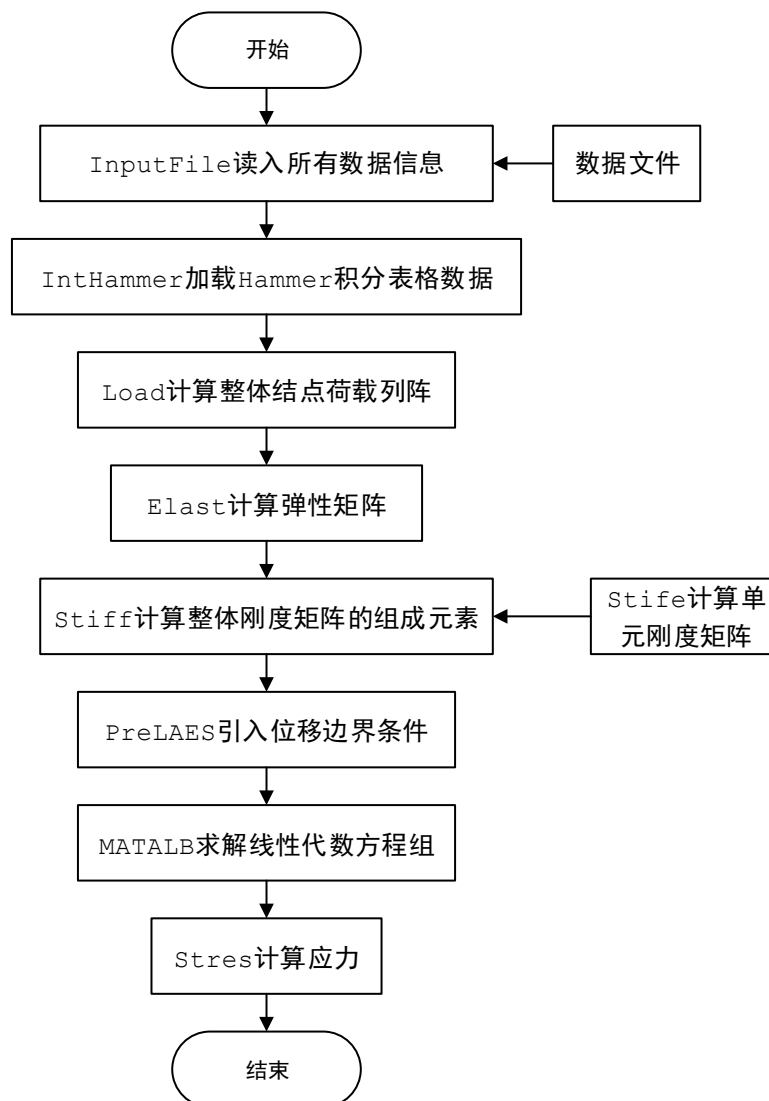 开始
InputFile读入所有数据信息
数据文件
IntHammer加载Hammer积分表格数据
Load计算整体结点荷载列阵
Elast计算弹性矩阵
Stiff计算整体刚度矩阵的组成元素
Stife计算单
元刚度矩阵
PreLAES引入位移边界条件
MATALB求解线性代数方程组
Stres计算应力
结束